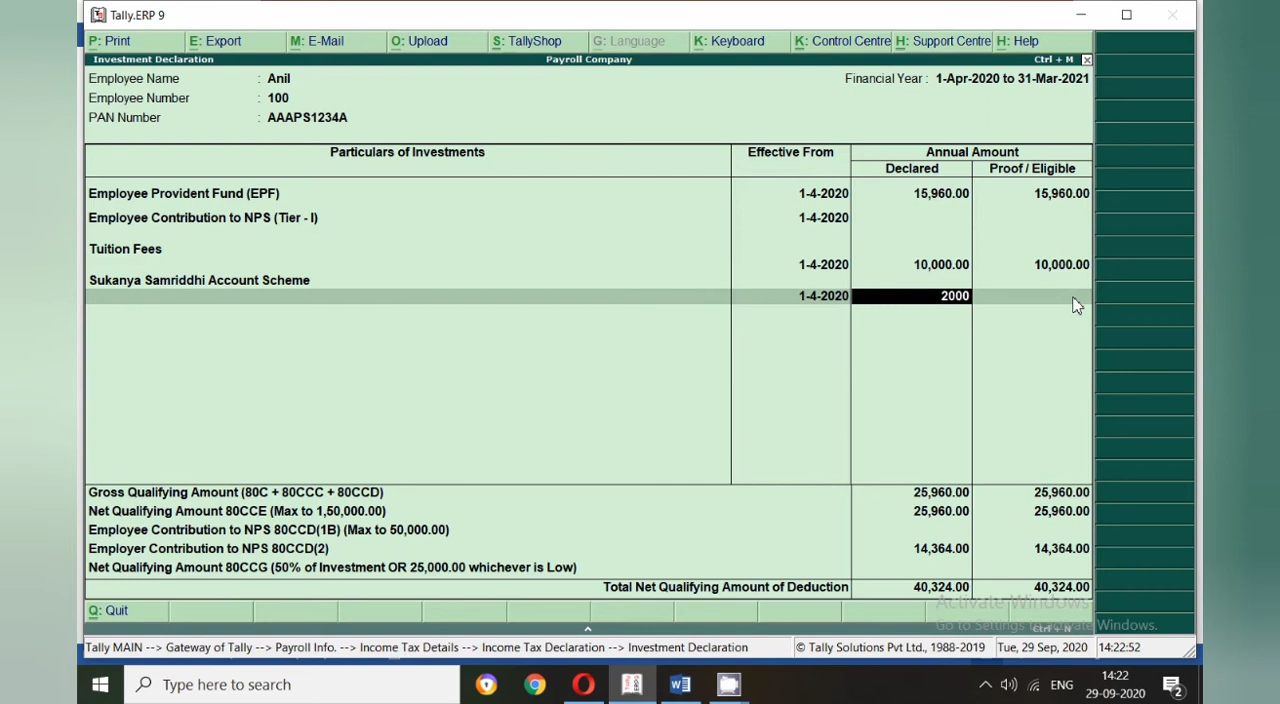 Tally.ERP 9
P: Print E: Export M: E-Mail O: Upload S: TallyShop G: Language K: Keyboard K: Control Centre H: Support Centre H: Help
Investment Declaration Payroll Company Ctrl + M
Employee Name : Anil Financial Year : 1-Apr-2020 to 31-Mar-2021
Employee Number : 100
PAN Number : AAAPS1234A
Particulars of Investments Effective From Annual Amount
Declared Proof / Eligible
Employee Provident Fund (EPF) 1-4-2020 15,960.00 15,960.00
Employee Contribution to NPS (Tier - I) 1-4-2020
Tuition Fees
1-4-2020 10,000.00 10,000.00
Sukanya Samriddhi Account Scheme
1-4-2020 2000
Gross Qualifying Amount (80C + 80CCC + 80CCD) 25,960.00 25,960.00
Net Qualifying Amount 80CCE (Max to 1,50,000.00) 25,960.00 25,960.00
Employee Contribution to NPS 80CCD(1B) (Max to 50,000.00)
Employer Contribution to NPS 80CCD(2) 14,364.00 14,364.00
Net Qualifying Amount 80CCG (50% of Investment OR 25,000.00 whichever is Low)
Total Net Qualifying Amount of Deduction 40,324.00 40,324.00
Activate Windows
Q: Quit
Go to Settings to activate Windows.
Ctrl + N
Tally MAIN --> Gateway of Tally --> Payroll Info. --> Income Tax Details --> Income Tax Declaration --> Investment Declaration © Tally Solutions Pvt Ltd., 1988-2019 Tue, 29 Sep, 2020 14:22:52
Type here to search ENG 14:22
29-09-2020 2